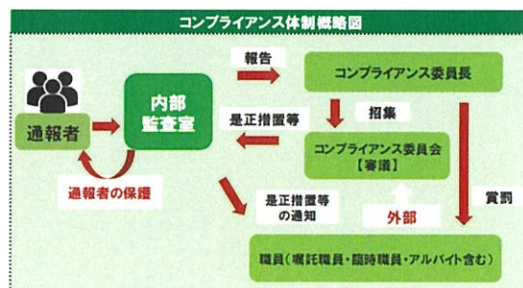 コンプライアンス体制概略図
報告
コンプライアンス委員長
内部
監査室
通報者
是正措置等
招集
コンプライアンス委員会
【審議】
通報者の保護
是正措置等
の通知
外部
賞罰
職員（嘱託職員・臨時職員・アルバイト含む）